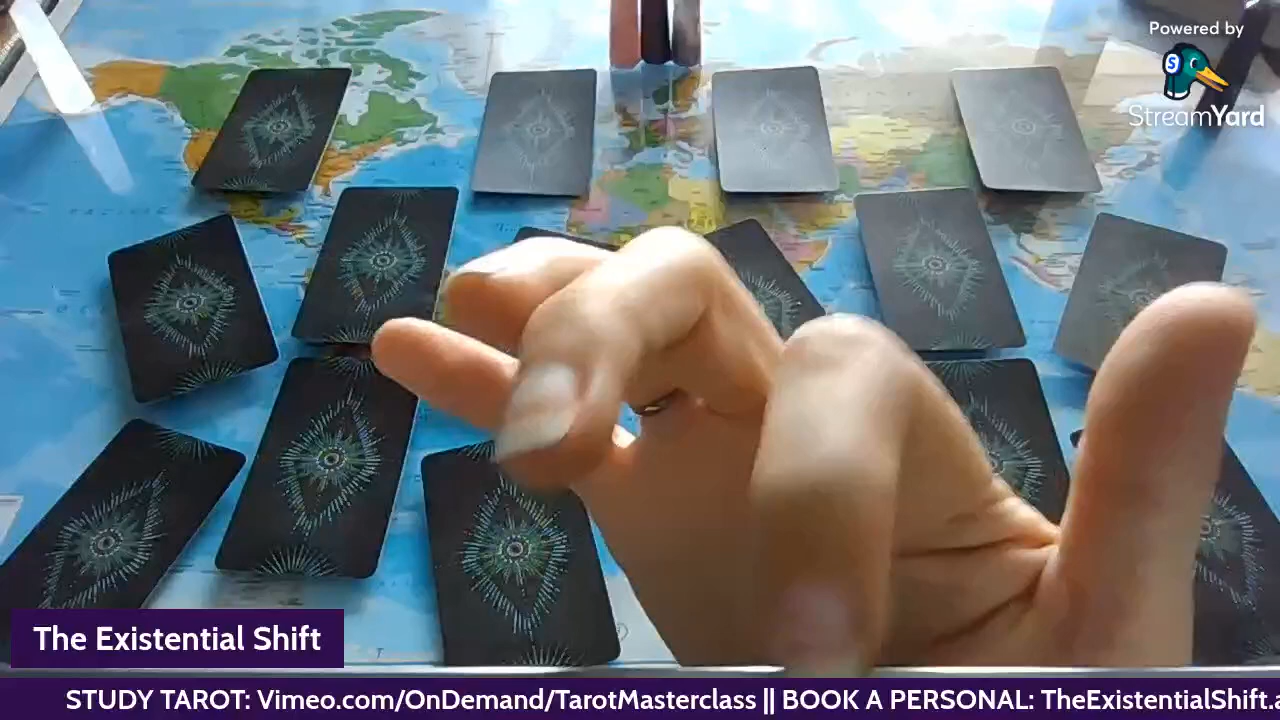 Powered by
StreamYard
The Existential Shift
STUDY TAROT: Vimeo.com/OnDemand/TarotMasterclass || BOOK A PERSONAL: TheExistentialShift.a